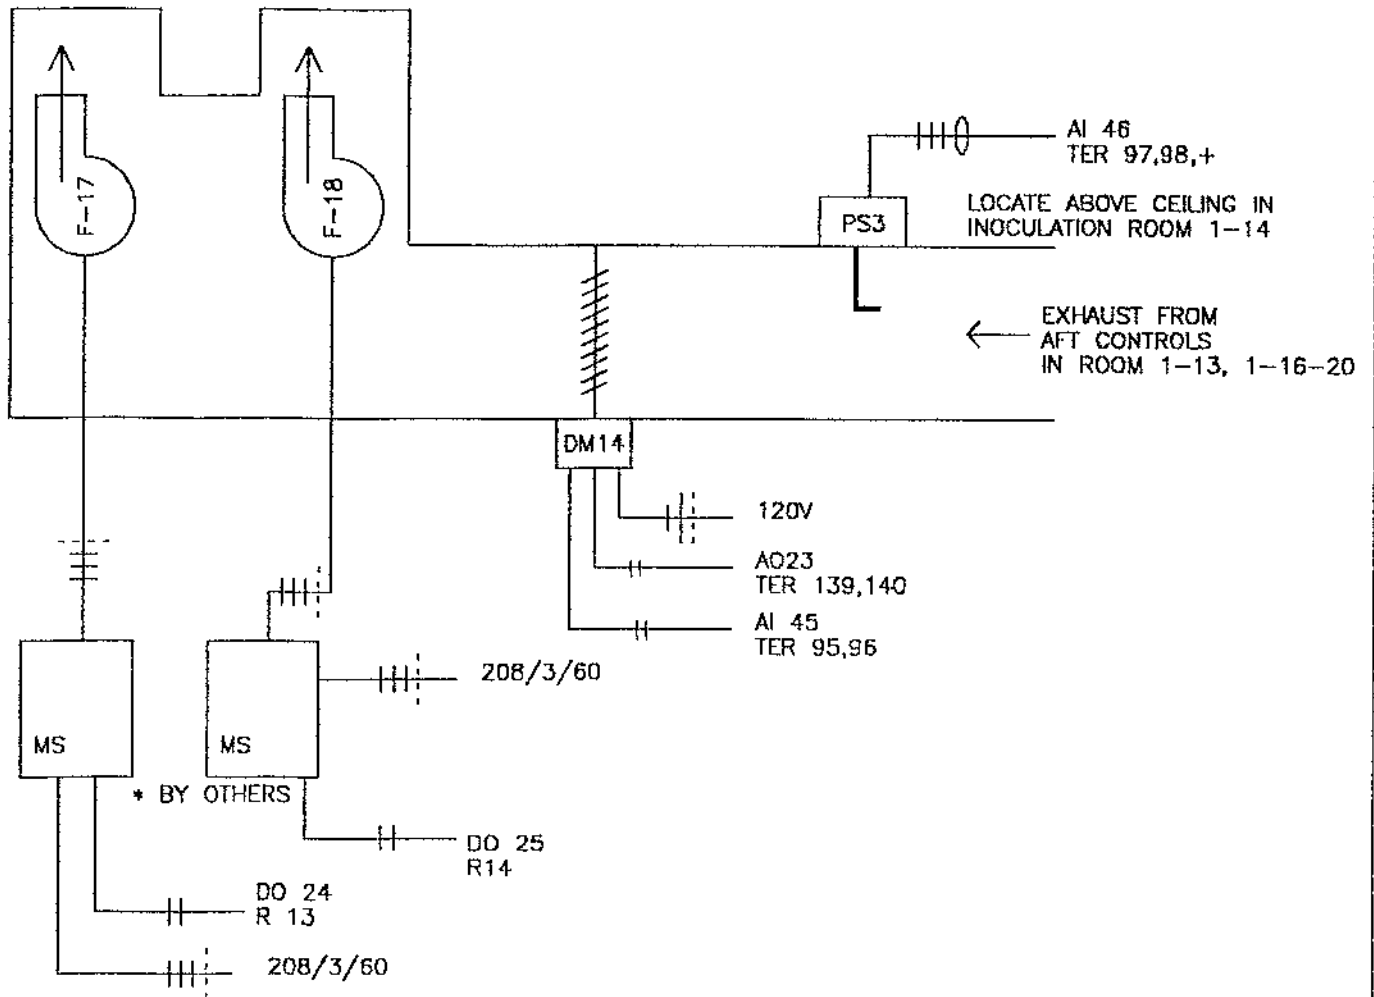 F-17
F-18
AI 46
TER 97,98,+
PS3
LOCATE ABOVE CEILING IN
INOCULATION ROOM 1-14
EXHAUST FROM
AFT CONTROLS
IN ROOM 1-13, 1-16-20
DM14
120V
AO23
TER 139,140
AI 45
TER 95,96
208/3/60
MS
MS
* BY OTHERS
DO 25
R14
DO 24
R 13
208/3/60